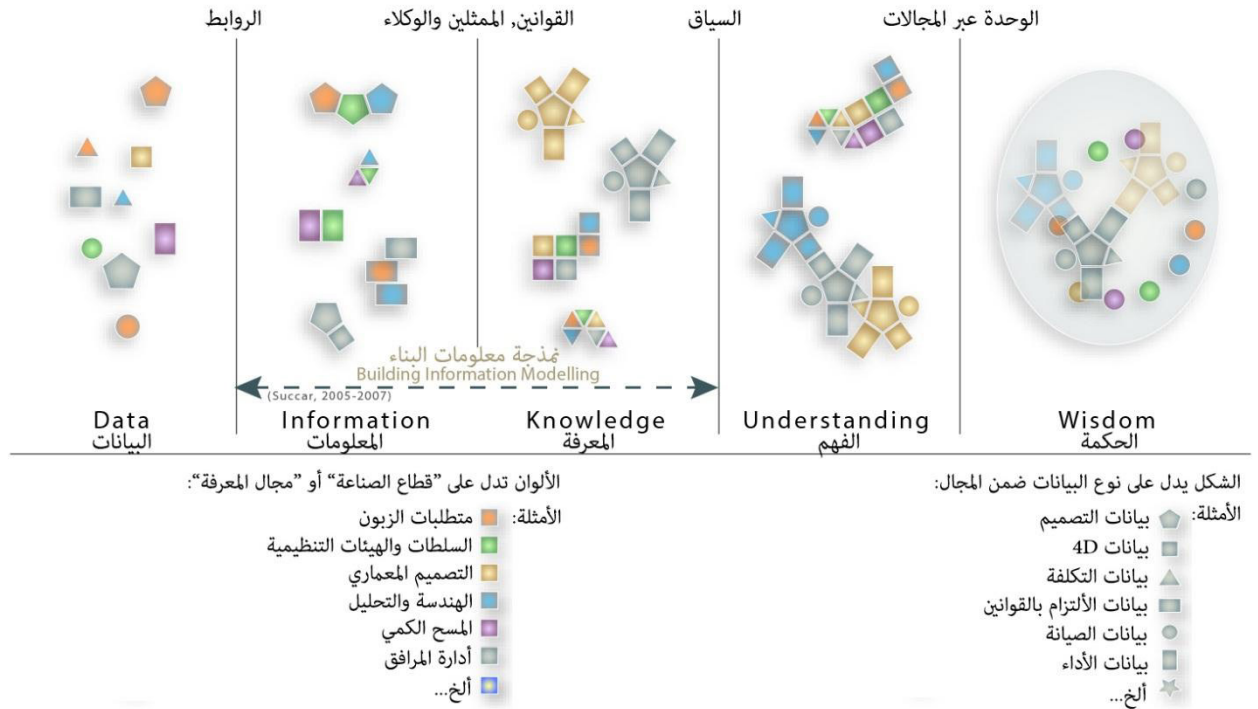 الروابط
القوانين, الممثلين والوكلاء
السياق
الوحدة عبر المجالات
نمذجة معلومات البناء
Building Information Modelling
(Succar, 2005-2007)
Data
البيانات
Information
المعلومات
Knowledge
المعرفة
Understanding
الفهم
Wisdom
الحكمة
الألوان تدل على "قطاع الصناعة" أو "مجال المعرفة":
الأمثلة:
متطلبات الزبون
السلطات والهيئات التنظيمية
التصميم المعماري
الهندسة والتحليل
المسح الكمي
أدارة المرافق
ألخ...
الشكل يدل على نوع البيانات ضمن المجال:
الأمثلة:
بيانات التصميم
بيانات 4D
بيانات التكلفة
بيانات الألتزام بالقوانين
بيانات الصيانة
بيانات الأداء
ألخ...